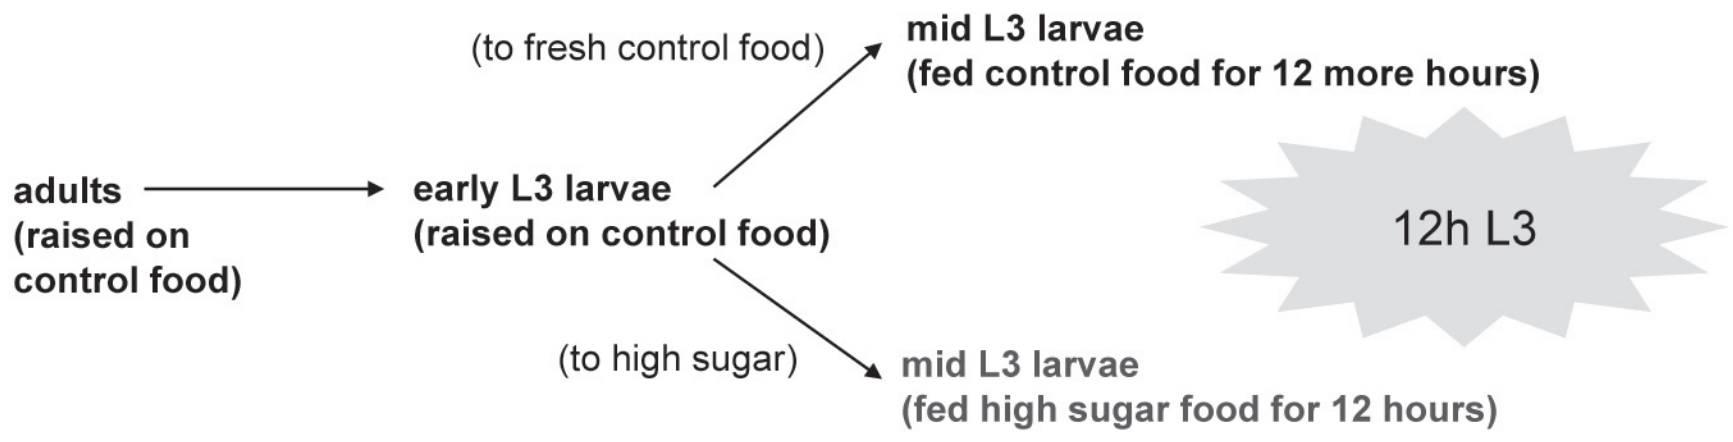 (to fresh control food)
mid L3 larvae
(fed control food for 12 more hours)
adults
(raised on
control food)
early L3 larvae
(raised on control food)
12h L3
(to high sugar)
mid L3 larvae
(fed high sugar food for 12 hours)